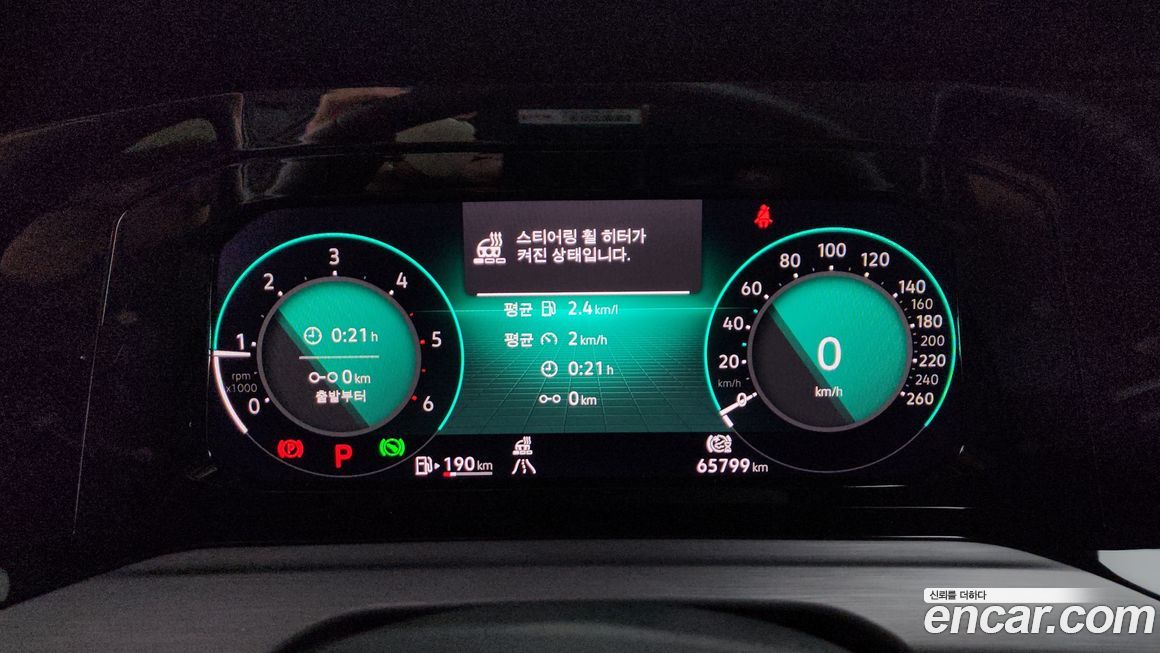 스티어링 휠 히터가
켜진 상태입니다.
0 1 2 3 4 5 6
rpm
x1000
0:21 h
0 km
출발부터
평균 2.4 km/l
평균 2 km/h
0:21 h
0 km
0 20 40 60 80 100 120 140 160 180 200 220 240 260
km/h
0
km/h
P P
190 km
65799 km
신뢰를 더하다
encar.com